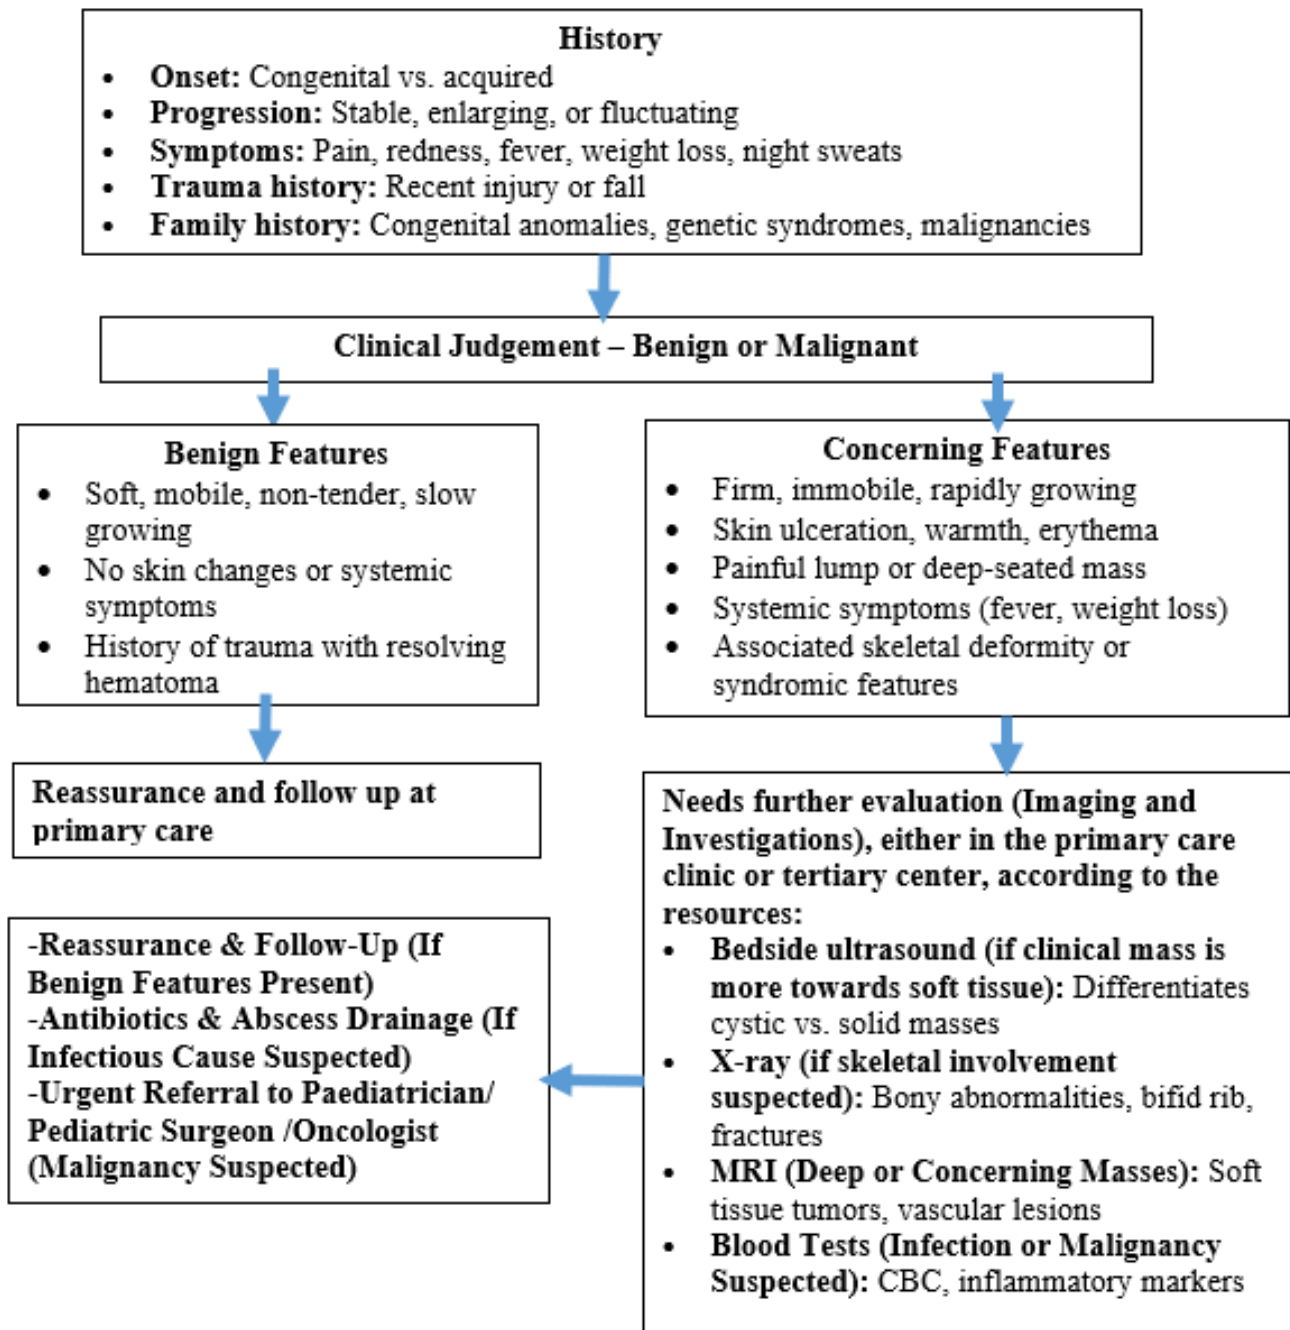 History
• Onset: Congenital vs. acquired
• Progression: Stable, enlarging, or fluctuating
• Symptoms: Pain, redness, fever, weight loss, night sweats
• Trauma history: Recent injury or fall
• Family history: Congenital anomalies, genetic syndromes, malignancies
Clinical Judgement – Benign or Malignant
Benign Features
• Soft, mobile, non-tender, slow
growing
• No skin changes or systemic
symptoms
• History of trauma with resolving
hematoma
Concerning Features
• Firm, immobile, rapidly growing
• Skin ulceration, warmth, erythema
• Painful lump or deep-seated mass
• Systemic symptoms (fever, weight loss)
• Associated skeletal deformity or
syndromic features
Reassurance and follow up at
primary care
Needs further evaluation (Imaging and
Investigations), either in the primary care
clinic or tertiary center, according to the
resources:
• Bedside ultrasound (if clinical mass is
more towards soft tissue): Differentiates
cystic vs. solid masses
• X-ray (if skeletal involvement
suspected): Bony abnormalities, bifid rib,
fractures
• MRI (Deep or Concerning Masses): Soft
tissue tumors, vascular lesions
• Blood Tests (Infection or Malignancy
Suspected): CBC, inflammatory markers
-Reassurance & Follow-Up (If
Benign Features Present)
-Antibiotics & Abscess Drainage (If
Infectious Cause Suspected)
-Urgent Referral to Paediatrician/
Pediatric Surgeon /Oncologist
(Malignancy Suspected)